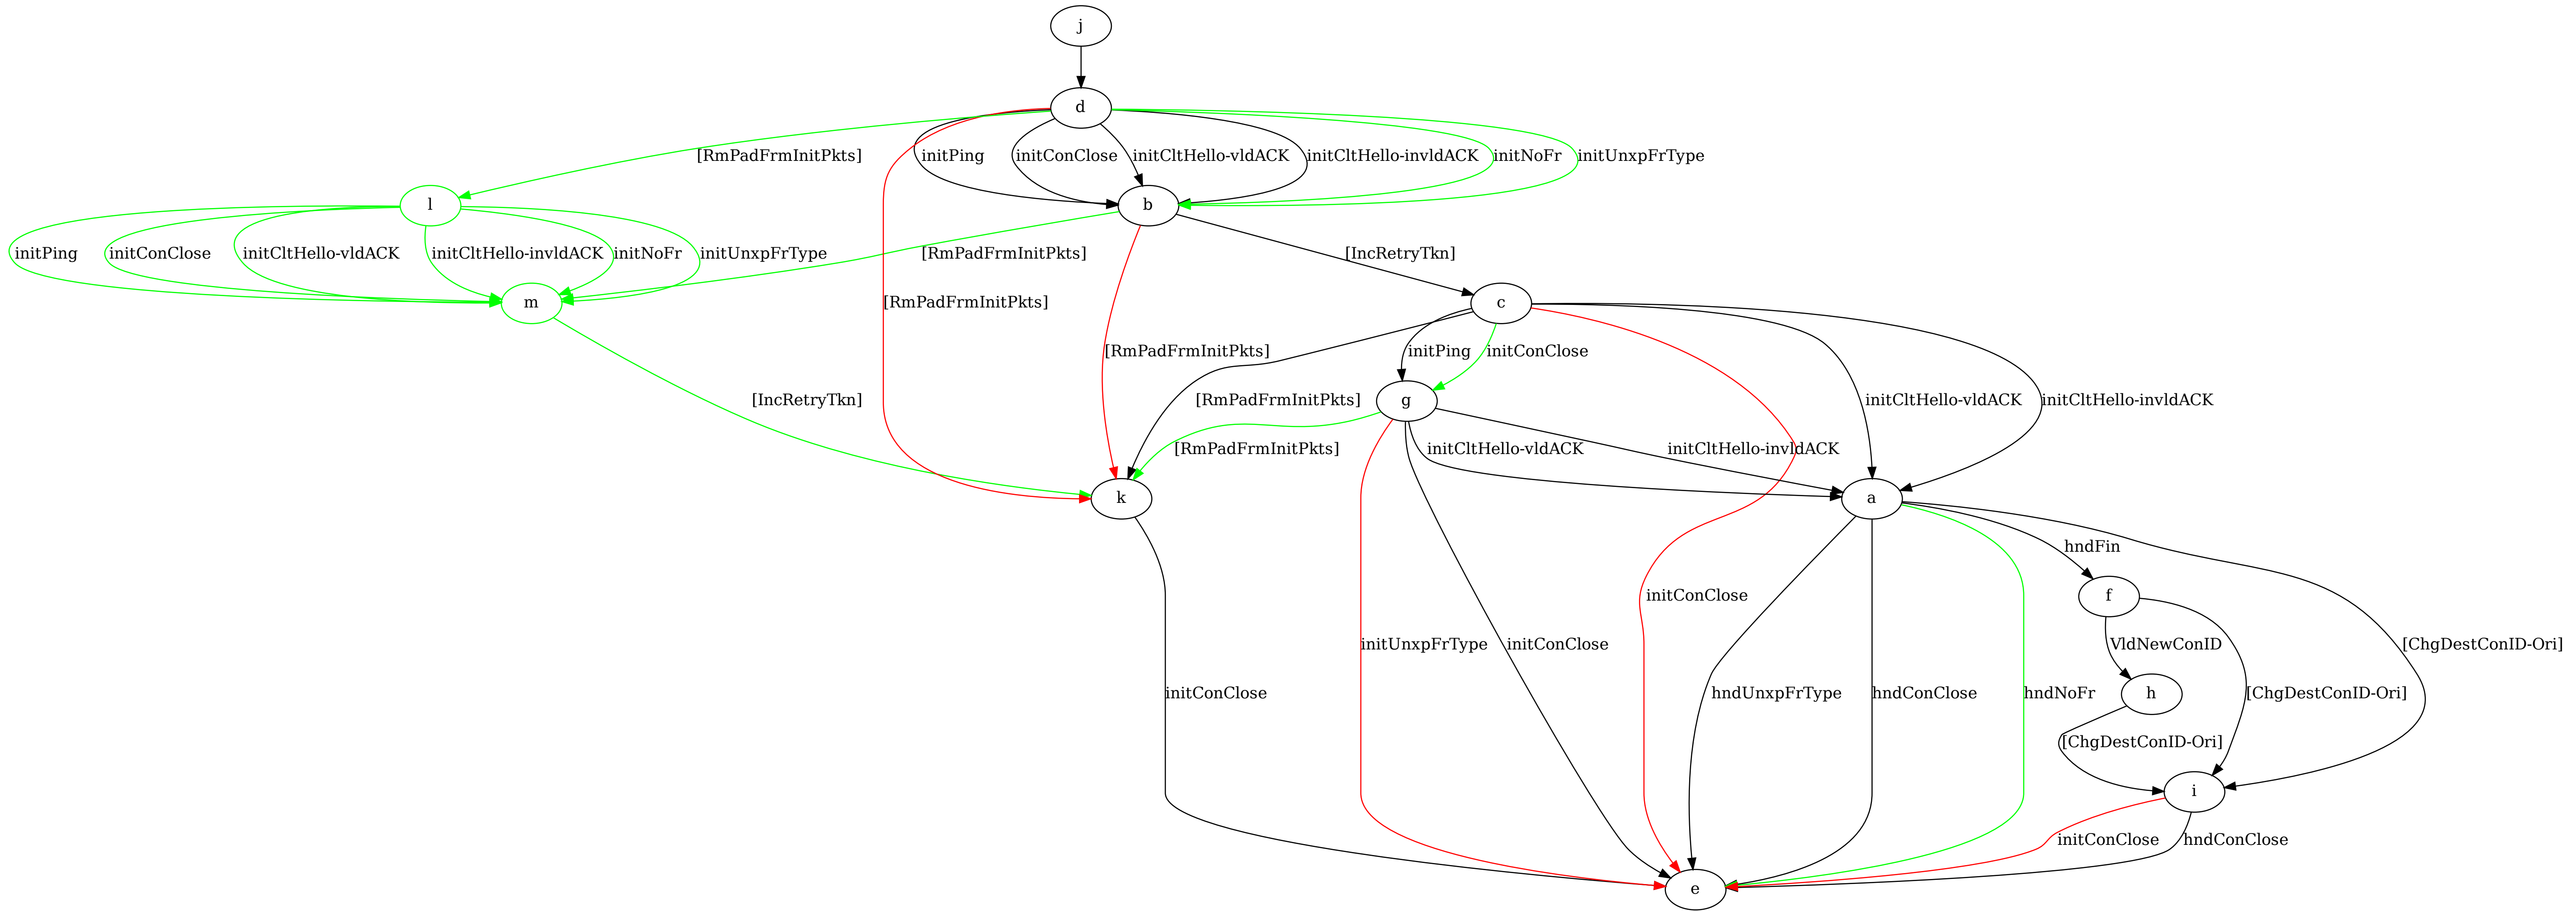 j
d
[RmPadFrmInitPkts]
initPing
initConClose
initCltHello-vldACK
initCltHello-invldACK
initNoFr
initUnxpFrType
l
b
initPing
initConClose
initCltHello-vldACK
initCltHello-invldACK
initNoFr
initUnxpFrType
[RmPadFrmInitPkts]
[IncRetryTkn]
m
[RmPadFrmInitPkts]
c
[RmPadFrmInitPkts]
initPing
initConClose
[IncRetryTkn]
[RmPadFrmInitPkts]
g
initCltHello-vldACK
initCltHello-invldACK
[RmPadFrmInitPkts]
initCltHello-vldACK
initCltHello-invldACK
k
a
hndFin
initConClose
f
initUnxpFrType
initConClose
VldNewConID
[ChgDestConID-Ori]
initConClose
hndUnxpFrType
hndConClose
hndNoFr
h
[ChgDestConID-Ori]
[ChgDestConID-Ori]
i
initConClose
hndConClose
e